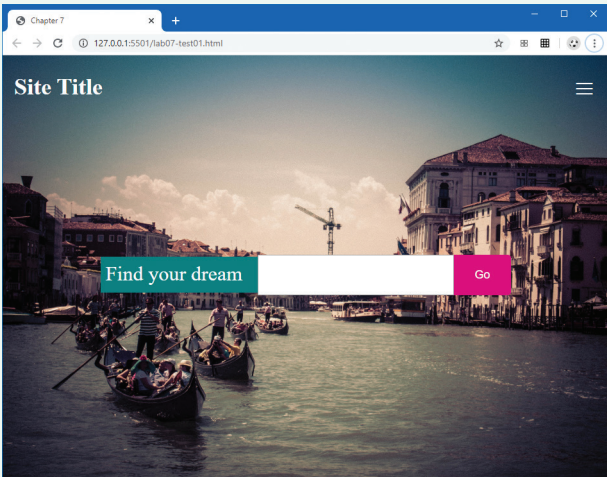 Chapter 7
127.0.0.1:5501/lab07-test01.html
Site Title
Find your dream
Go